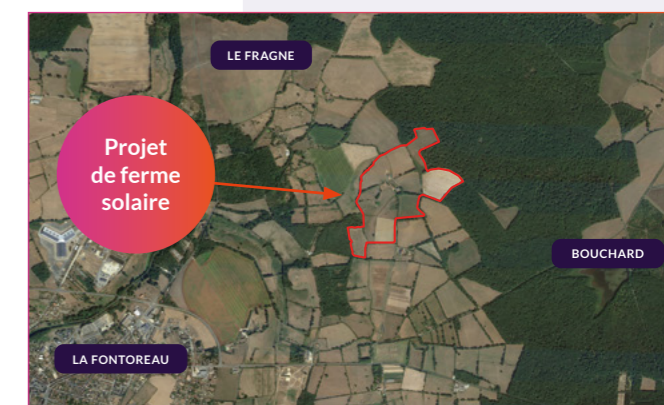 LE FRAGNE
Projet
de ferme
solaire
BOUCHARD
LA FONTOREAU